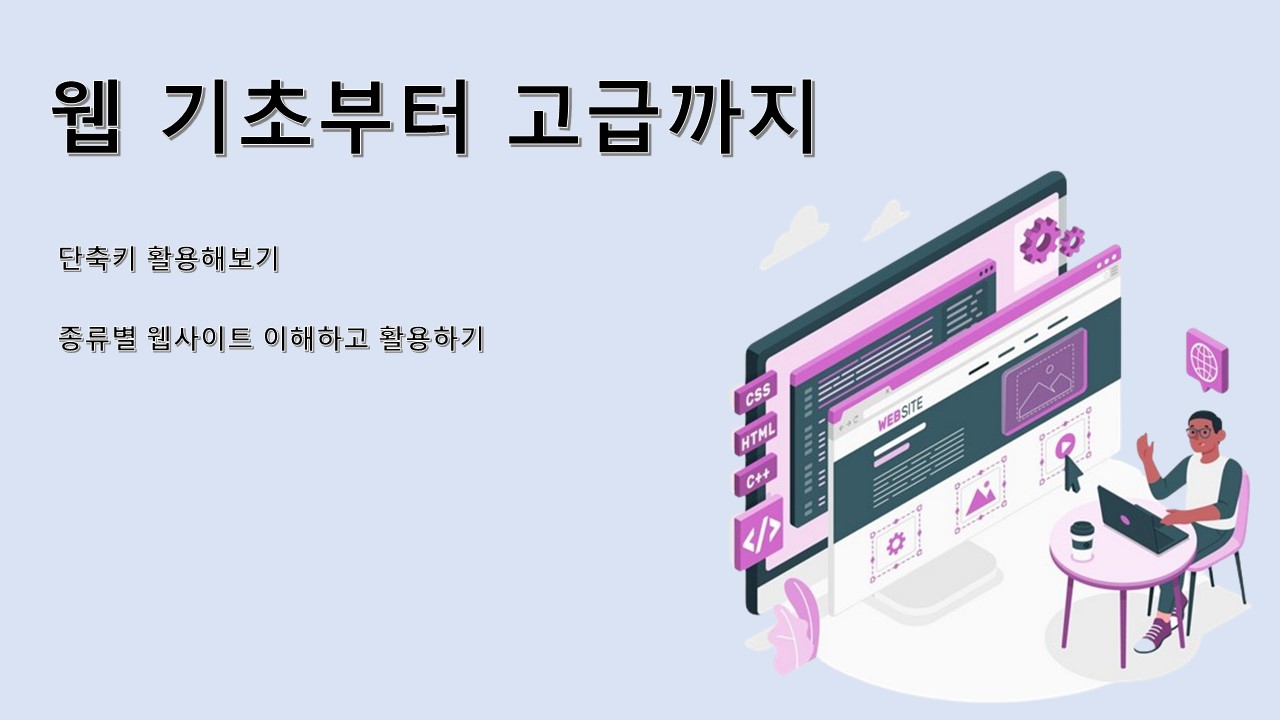 웹 기초부터 고급까지
단축키 활용해보기
종류별 웹사이트 이해하고 활용하기
CSS
HTML
C++
</>
WEBSITE